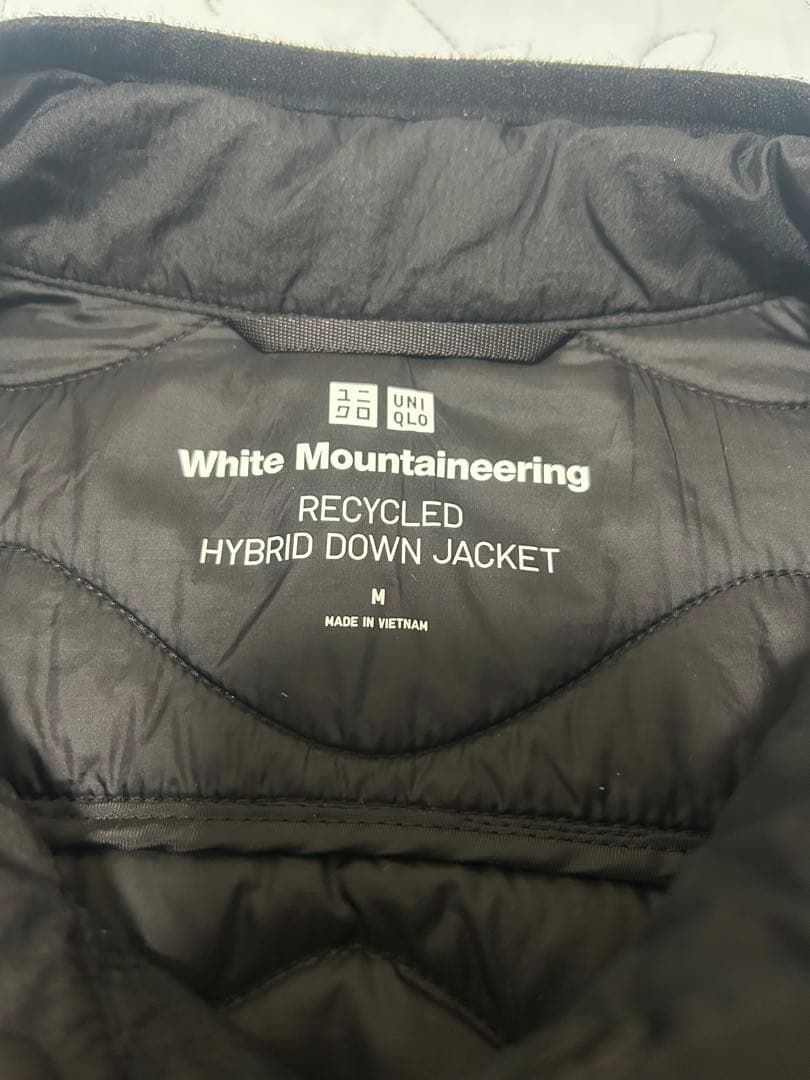 ユニ UNI
クロ QLO
White Mountaineering
RECYCLED
HYBRID DOWN JACKET
M
MADE IN VIETNAM